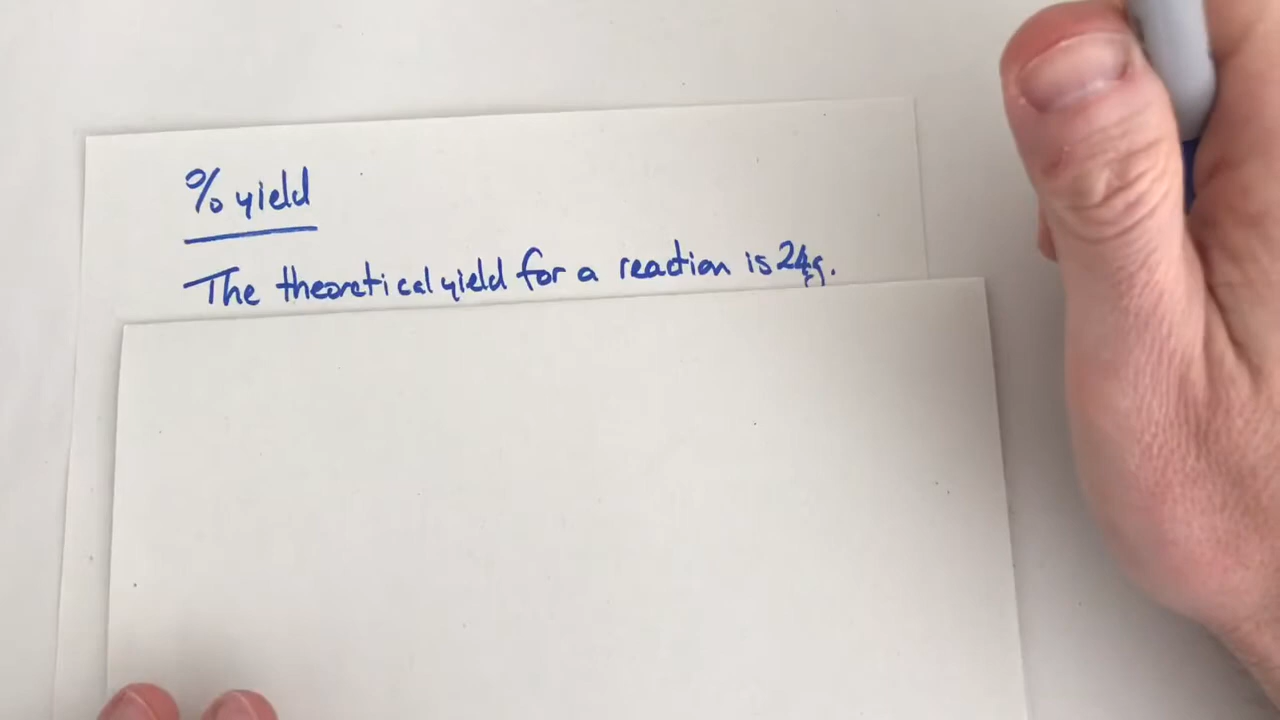 % yield
The theoretical yield for a reaction is 24g.